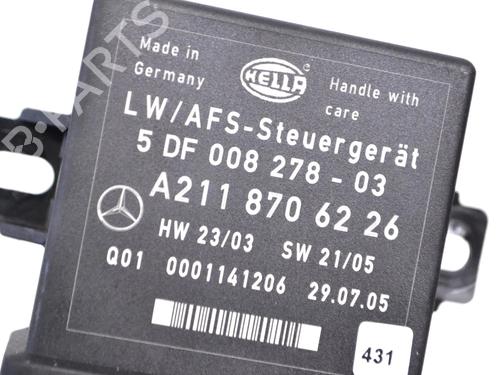 Made in
Germany
HELLA
Handle with
care
LW/AFS-Steuergerät
5 DF 008 278 - 03
A211 870 62 26
HW 23/03 SW 21/05
Q01 0001141206 29.07.05
431
B-PARTS